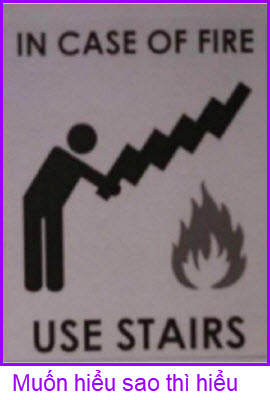 IN CASE OF FIRE
USE STAIRS
Muốn hiểu sao thì hiểu